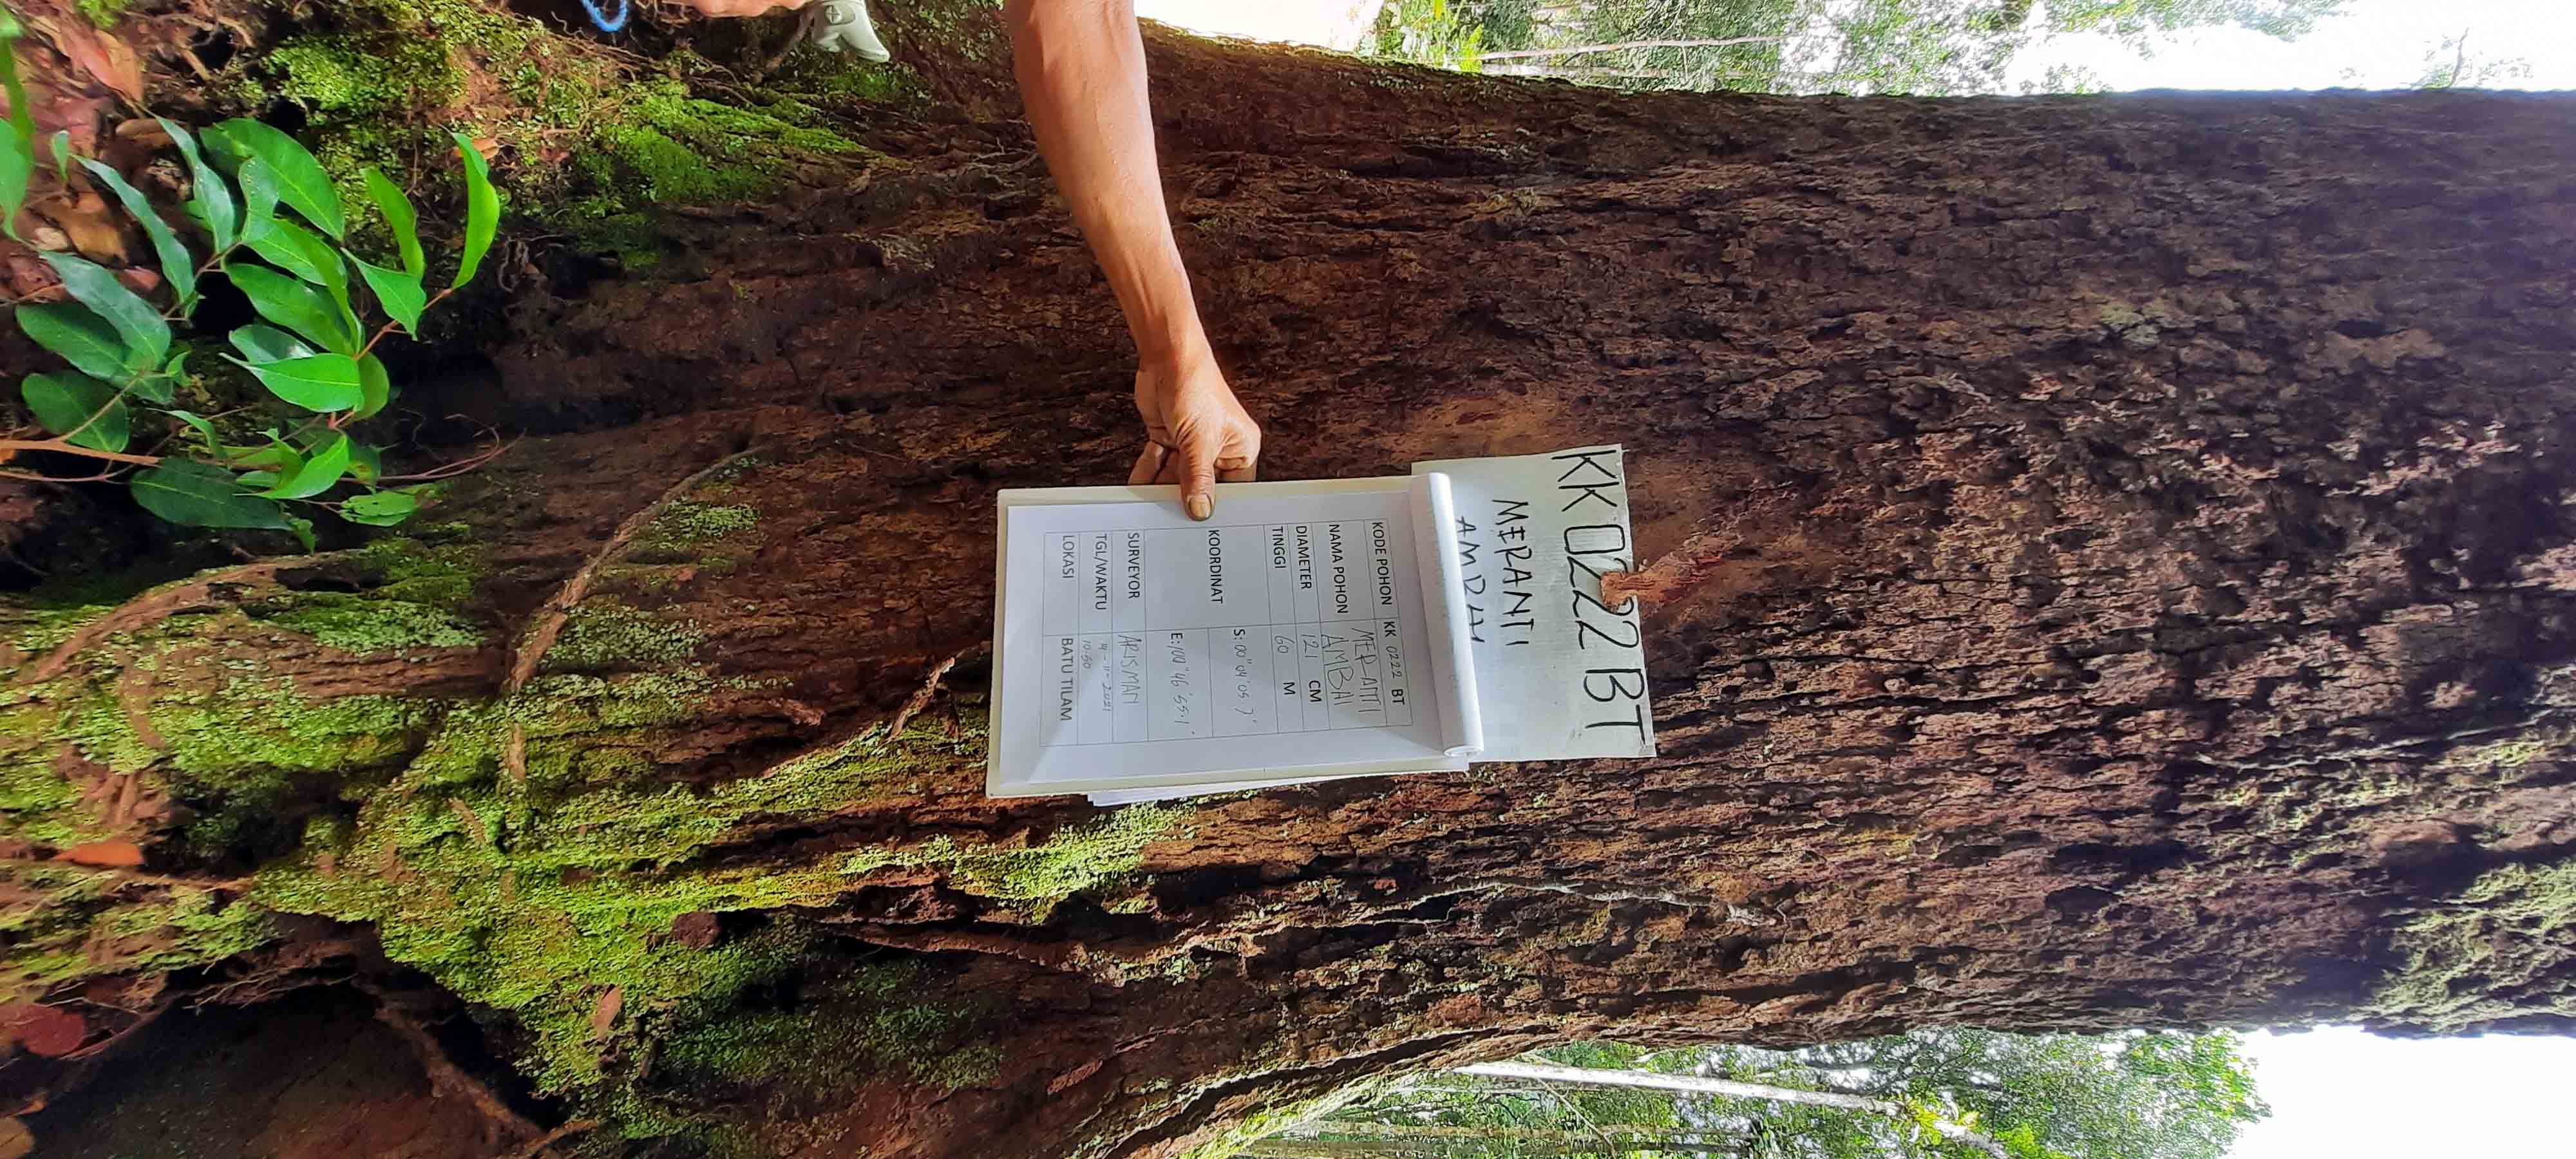 KK 0222 BT
MERANTI
AMBAI
KODE POHON KK 0222 BT
NAMA POHON MERANTI AMBAI
DIAMETER 121 CM
TINGGI 60 M
KOORDINAT S: 00°04'05.7"
E: 100°46'55.1"
SURVEYOR ARISMAN
TGL/WAKTU 19-11-2021
10:30
LOKASI BATU TILAM